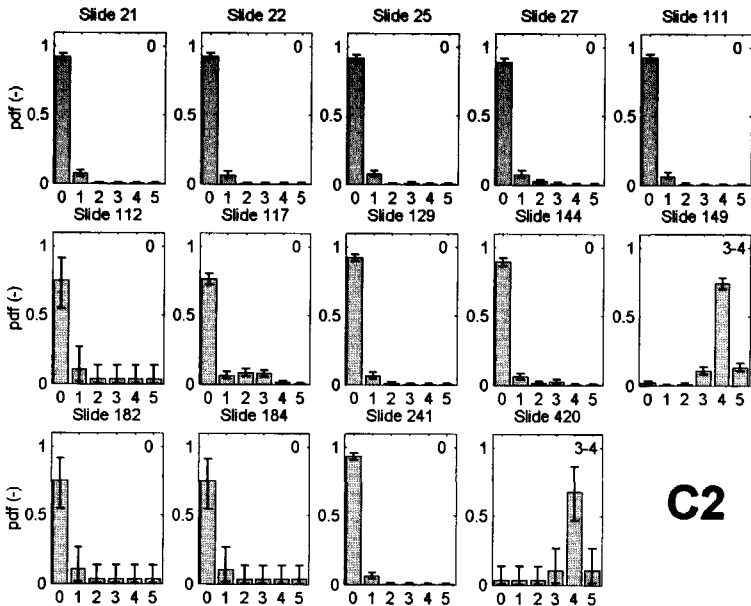 Slide 21 Slide 22 Slide 25 Slide 27 Slide 111
1 0 1 0 1 0 1 0 1 0
pdf (-) 0.5 0.5 0.5 0.5 0.5
0 0 0 0 0
0 1 2 3 4 5 0 1 2 3 4 5 0 1 2 3 4 5 0 1 2 3 4 5 0 1 2 3 4 5
Slide 112 Slide 117 Slide 129 Slide 144 Slide 149
1 0 1 0 1 0 1 0 1 3-4
0.5 0.5 0.5 0.5 0.5
0 0 0 0 0
0 1 2 3 4 5 0 1 2 3 4 5 0 1 2 3 4 5 0 1 2 3 4 5 0 1 2 3 4 5
Slide 182 Slide 184 Slide 241 Slide 420
1 0 1 0 1 0 1 3-4
pdf (-) 0.5 0.5 0.5 0.5 C2
0 0 0 0
0 1 2 3 4 5 0 1 2 3 4 5 0 1 2 3 4 5 0 1 2 3 4 5